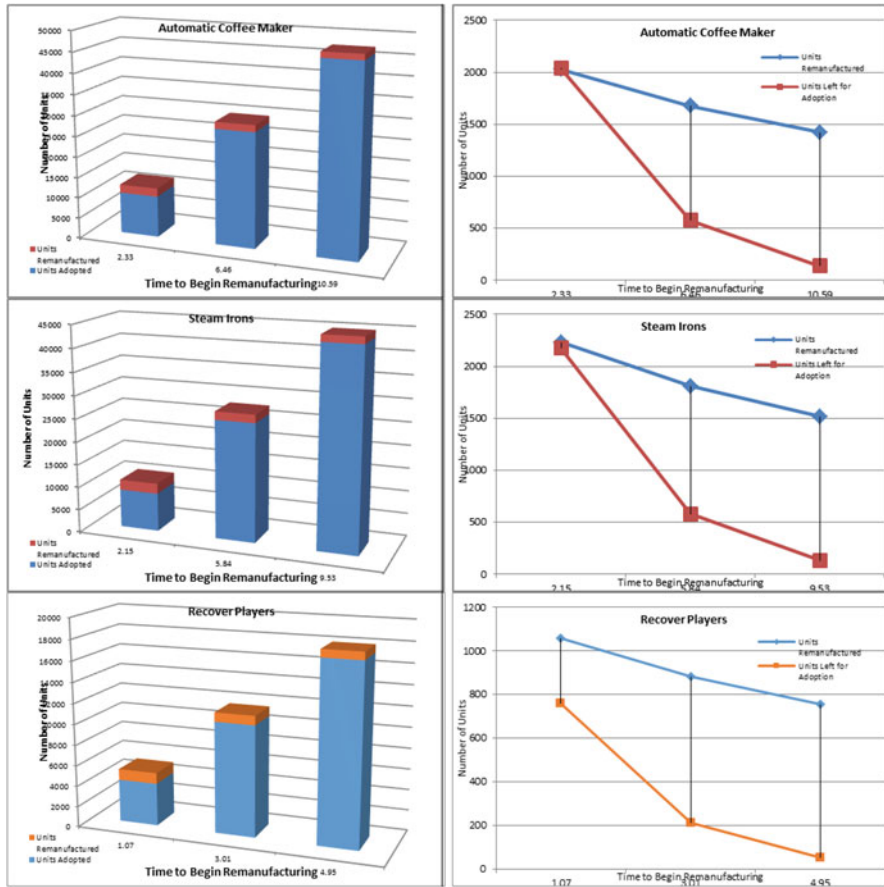 Automatic Coffee Maker
50000
45000
40000
35000
30000
25000
20000
15000
10000
5000
0
Number of Units
Units
Remanufactured
Units Adopted
2.33
6.46
10.59
Time to Begin Remanufacturing
Automatic Coffee Maker
2500
2000
1500
1000
500
0
Number of Units
Units
Remanufactured
Units Left for
Adoption
2.33
6.46
10.59
Time to Begin Remanufacturing
Steam Irons
45000
40000
35000
30000
25000
20000
15000
10000
5000
0
Number of Units
Units
Remanufactured
Units Adopted
2.15
5.84
9.53
Time to Begin Remanufacturing
Steam Irons
2500
2000
1500
1000
500
0
Number of Units
Units
Remanufactured
Units Left for
Adoption
2.15
5.84
9.53
Time to Begin Remanufacturing
Recover Players
20000
18000
16000
14000
12000
10000
8000
6000
4000
2000
0
Number of Units
Units
Remanufactured
Units Adopted
1.07
3.01
4.95
Time to Begin Remanufacturing
Recover Players
1200
1000
800
600
400
200
0
Number of Units
Units
Remanufactured
Units Left for
Adoption
1.07
3.01
4.95
Time to Begin Remanufacturing